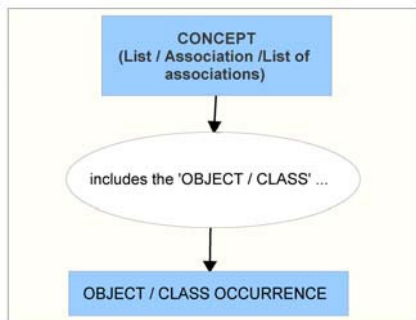 CONCEPT
(List / Association /List of
associations)
includes the 'OBJECT / CLASS' ...
OBJECT / CLASS OCCURRENCE